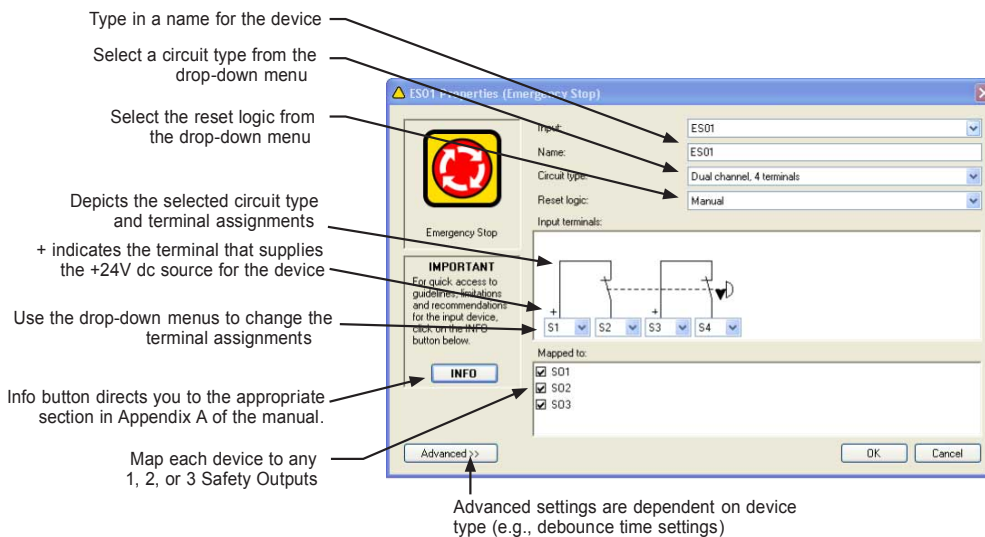 Type in a name for the device
Select a circuit type from the
drop-down menu
Select the reset logic from
the drop-down menu
Depicts the selected circuit type
and terminal assignments
+ indicates the terminal that supplies
the +24V dc source for the device
Use the drop-down menus to change the
terminal assignments
Info button directs you to the appropriate
section in Appendix A of the manual.
Map each device to any
1, 2, or 3 Safety Outputs
ES01 Properties (Emergency Stop)
Input: ES01
Name: ES01
Circuit type: Dual channel, 4 terminals
Reset logic: Manual
Input terminals:
Emergency Stop
IMPORTANT
For quick access to
guidelines, limitations
and recommendations
for the input device,
click on the INFO
button below.
INFO
+ +
S1 S2 S3 S4
Mapped to:
SO1
SO2
SO3
Advanced >> OK Cancel
Advanced settings are dependent on device
type (e.g., debounce time settings)